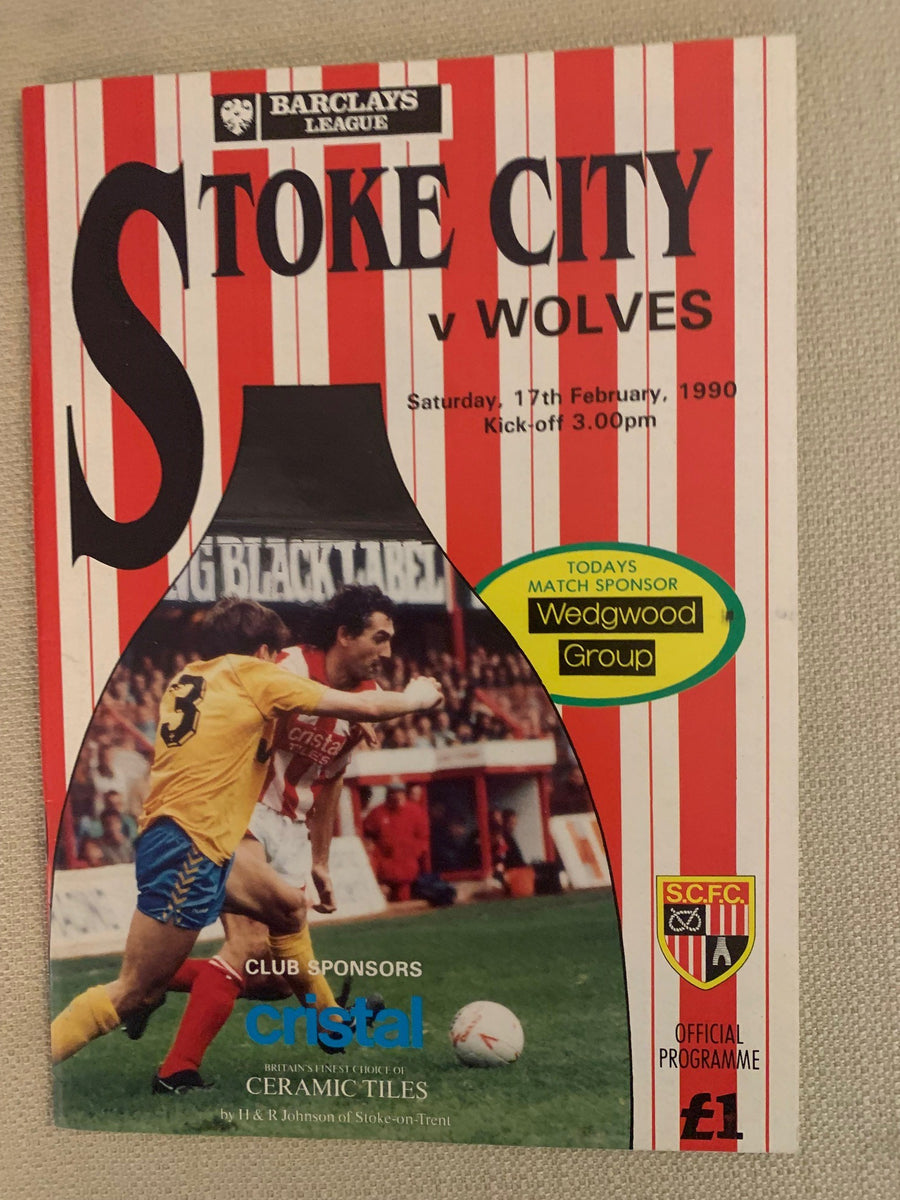 BARCLAYS
LEAGUE
STOKE CITY
v WOLVES
Saturday, 17th February, 1990
Kick-off 3.00pm
NG BLACK LABEL
TODAYS
MATCH SPONSOR
Wedgwood
Group
3
cristal
TILES
S.C.F.C.
CLUB SPONSORS
cristal
BRITAIN'S FINEST CHOICE OF
CERAMIC TILES
by H & R Johnson of Stoke-on-Trent
OFFICIAL
PROGRAMME
£1